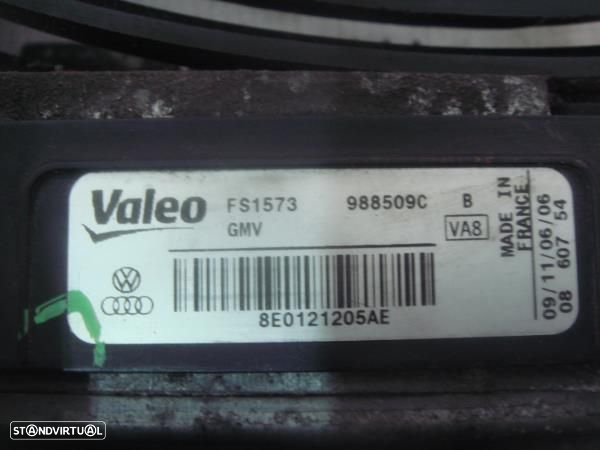 Valeo FS1573 988509C B
GMV VA8
8E0121205AE
MADE IN
FRANCE
09/11/06/06
08 607 54
STANDVIRTUAL